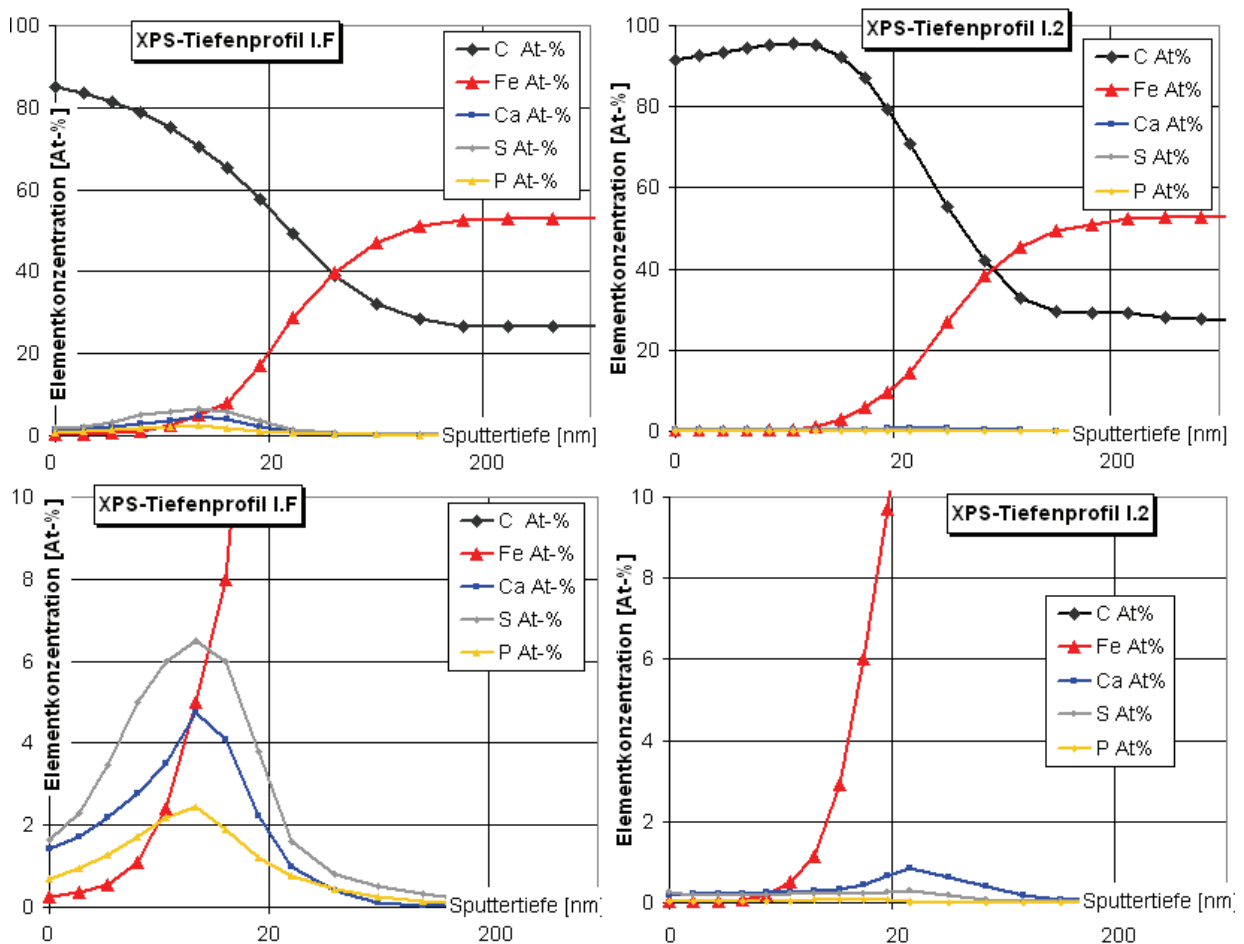 XPS-Tiefenprofil I.F
Elementkonzentration [At-%]
100
80
60
40
20
0
C At-%
Fe At-%
Ca At-%
S At-%
P At-%
Sputtertiefe [nm]
0
20
200
XPS-Tiefenprofil I.2
Elementkonzentration [At-%]
100
80
60
40
20
0
C At%
Fe At%
Ca At%
S At%
P At%
Sputtertiefe [nm]
0
20
200
XPS-Tiefenprofil I.F
Elementkonzentration [At-%]
10
8
6
4
2
0
C At-%
Fe At-%
Ca At-%
S At-%
P At-%
Sputtertiefe [nm]
0
20
200
XPS-Tiefenprofil I.2
Elementkonzentration [At-%]
10
8
6
4
2
0
C At%
Fe At%
Ca At%
S At%
P At%
Sputtertiefe [nm]
0
20
200